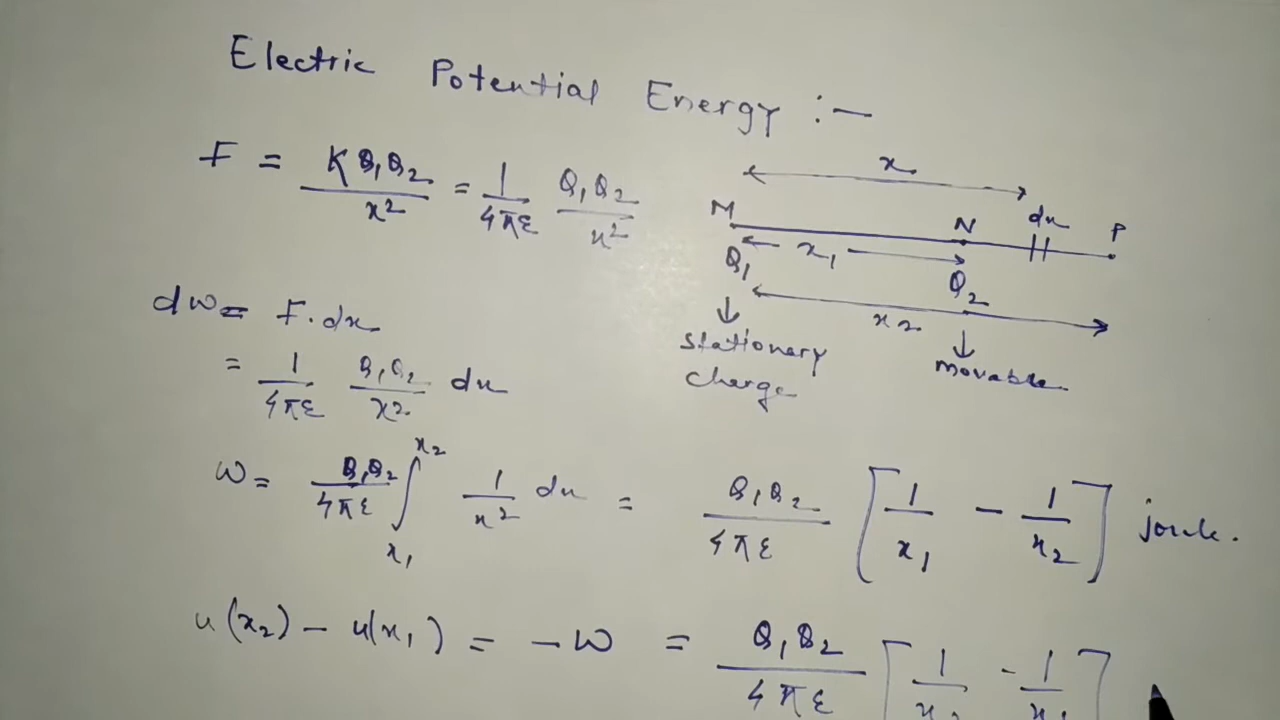 Electric Potential Energy :—
F = KQ₁Q₂/x² = 1/4πε Q₁Q₂/x²
x
M N dx P
x₁
Q₁ Q₂
x₂
stationary charge
movable
dw = F.dx
= 1/4πε Q₁Q₂/x2 dx
W = Q₁Q₂/4πε ∫x₁ x₂ 1/x² dx = Q₁Q₂/4πε [1/x₁ - 1/x₂] joule.
u(x₂) - u(x₁) = -W = Q₁Q₂/4πε [1/x₂ - 1/x₁]